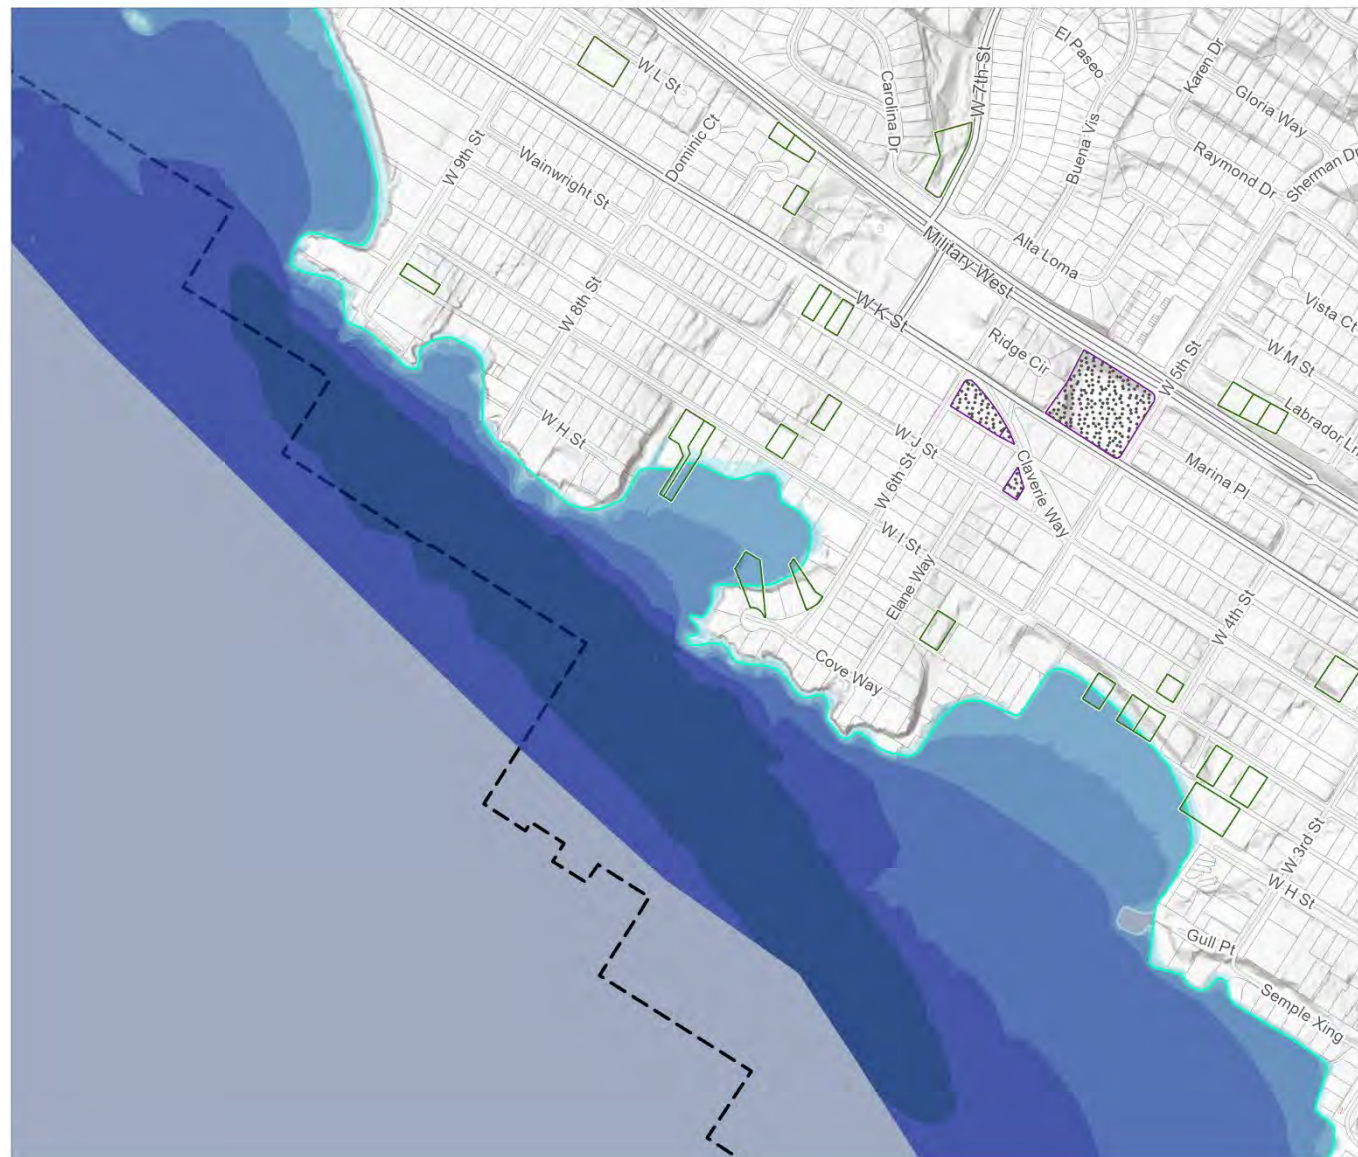 El Paseo
Karen Dr
W 7th St
W L St
Carolina Dr
Gloria Way
Buena Vis
Dominic Ct
W 9th St
Raymond Dr
Sherman Dr
Wainwright St
Alta Loma
Military West
W 8th St
W K St
Vista Ct
Ridge Cir
W M St
W 5th St
W H St
W J St
Labrador Ln
Marina Pl
Claverie Way
W 6th St
W I St
Elane Way
W 4th St
Cove Way
W 3rd St
W H St
Gull Pt
Semple Xing